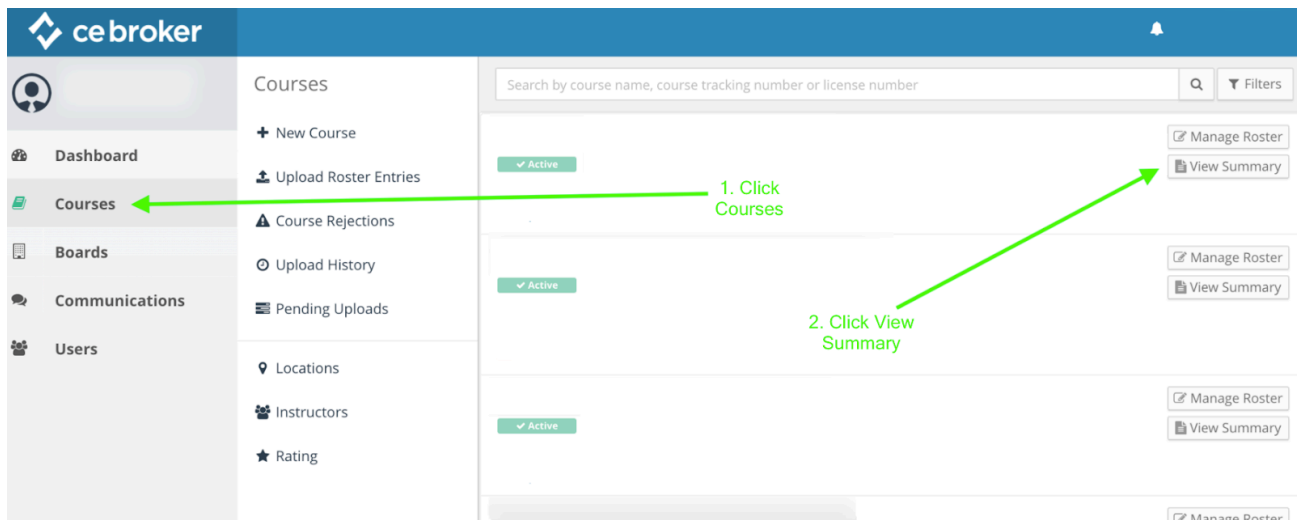 ce broker
Courses
Search by course name, course tracking number or license number
Filters
New Course
Manage Roster
Dashboard
Active
View Summary
Upload Roster Entries
1. Click
Courses
Courses
Course Rejections
Boards
Upload History
Manage Roster
Active
View Summary
Communications
Pending Uploads
2. Click View
Summary
Users
Locations
Manage Roster
Instructors
Active
View Summary
Rating
Manage Roster